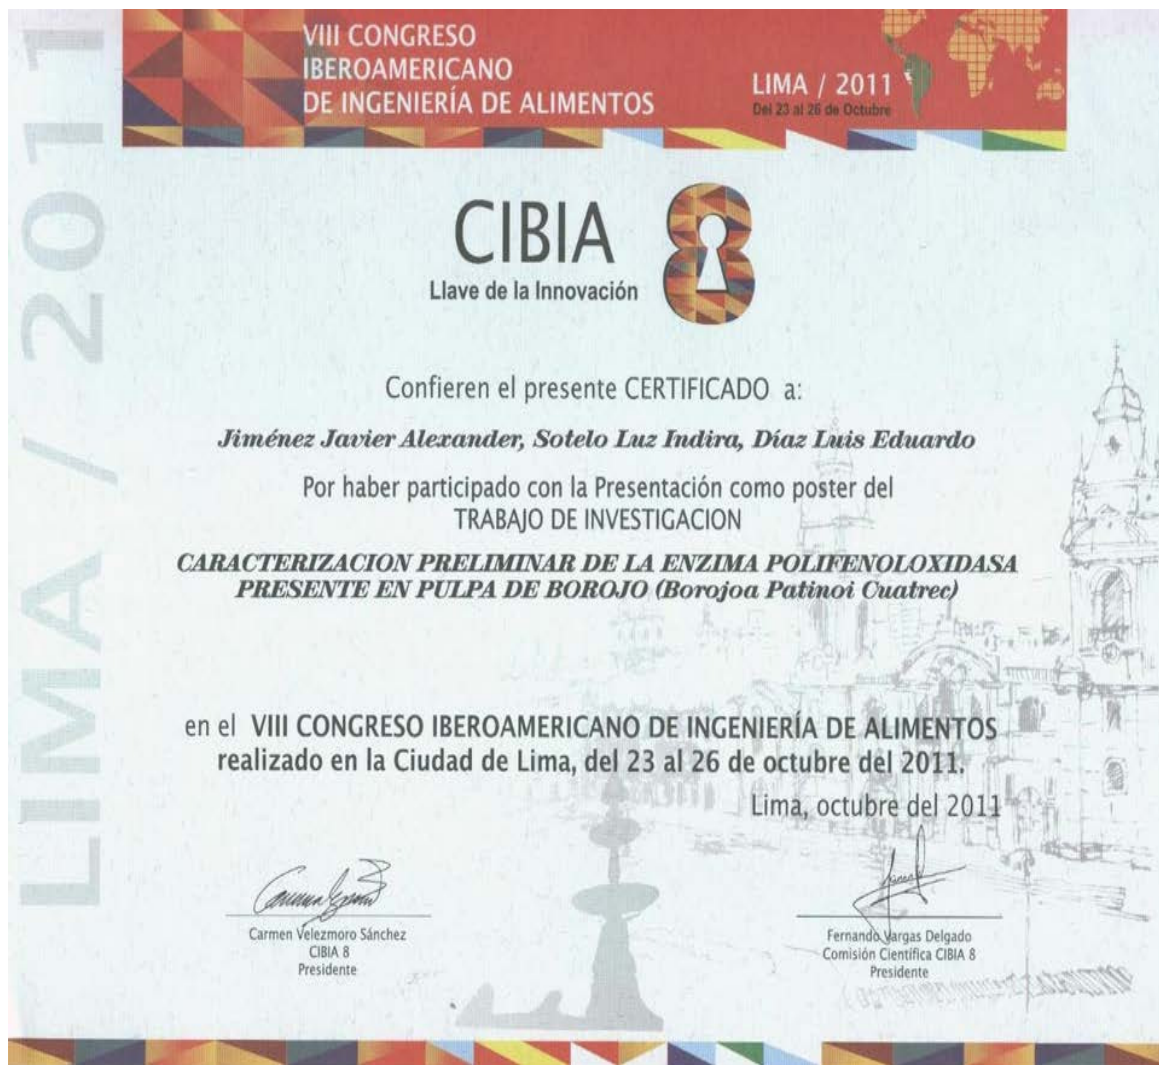 VIII CONGRESO
IBEROAMERICANO
DE INGENIERÍA DE ALIMENTOS
LIMA / 2011
Del 23 al 26 de Octubre
LIMA / 2011
CIBIA 8
Llave de la Innovación
Confieren el presente CERTIFICADO a:
Jiménez Javier Alexander, Sotelo Luz Indira, Díaz Luis Eduardo
Por haber participado con la Presentación como poster del
TRABAJO DE INVESTIGACION
CARACTERIZACION PRELIMINAR DE LA ENZIMA POLIFENOLOXIDASA
PRESENTE EN PULPA DE BOROJO (Borojoa Patinoi Cuatrec)
en el VIII CONGRESO IBEROAMERICANO DE INGENIERÍA DE ALIMENTOS
realizado en la Ciudad de Lima, del 23 al 26 de octubre del 2011.
Lima, octubre del 2011
Carmen Velezmoro Sánchez
CIBIA 8
Presidente
Fernando Vargas Delgado
Comisión Científica CIBIA 8
Presidente